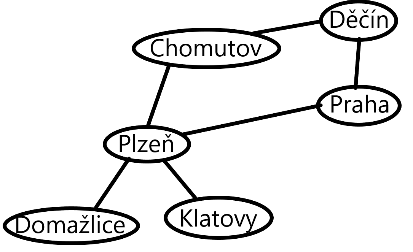 Děčín
Chomutov
Praha
Plzeň
Domažlice
Klatovy